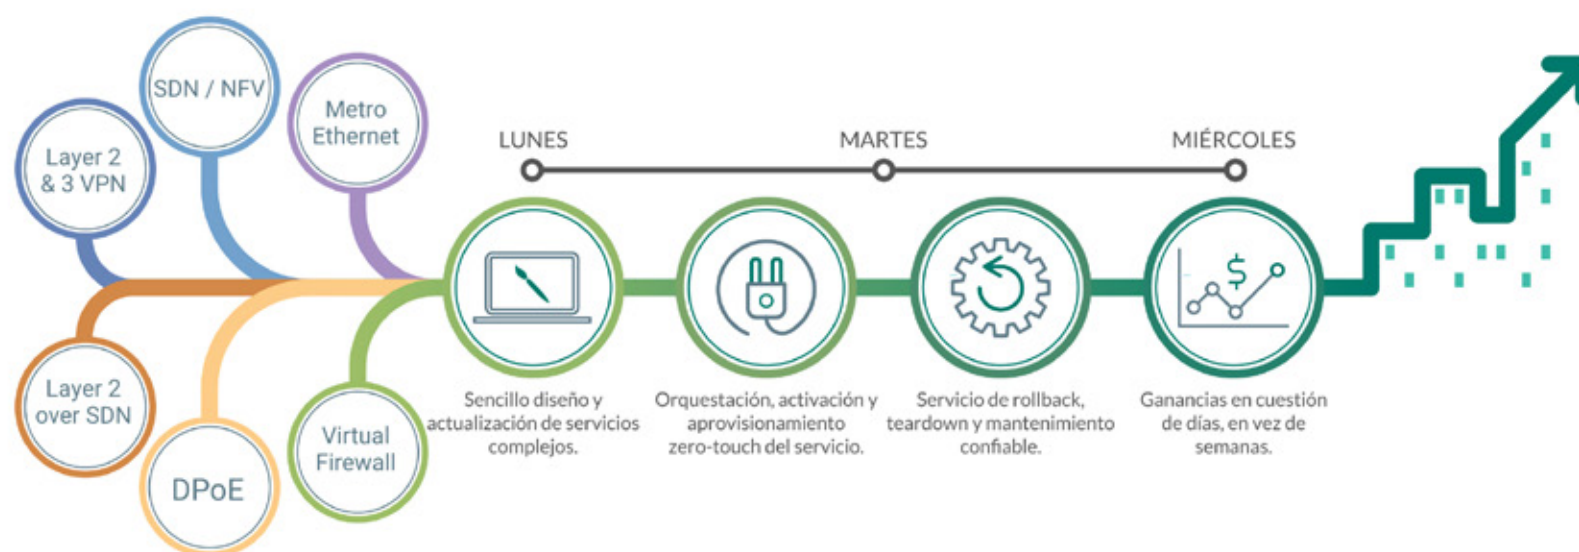 SDN / NFV
Metro
Ethernet
Layer 2
& 3 VPN
Layer 2
over SDN
DPoE
Virtual
Firewall
LUNES
MARTES
MIÉRCOLES
$
Sencillo diseño y
actualización de servicios
complejos.
Orquestación, activación y
aprovisionamiento
zero-touch del servicio.
Servicio de rollback,
teardown y mantenimiento
confiable.
Ganancias en cuestión
de días, en vez de
semanas.